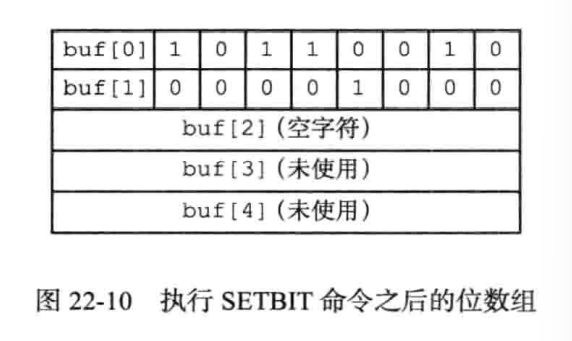 buf[0] 1 0 1 1 0 0 1 0
buf[1] 0 0 0 0 1 0 0 0
buf[2](空字符)
buf[3](未使用)
buf[4](未使用)
图 22-10 执行 SETBIT 命令之后的位数组